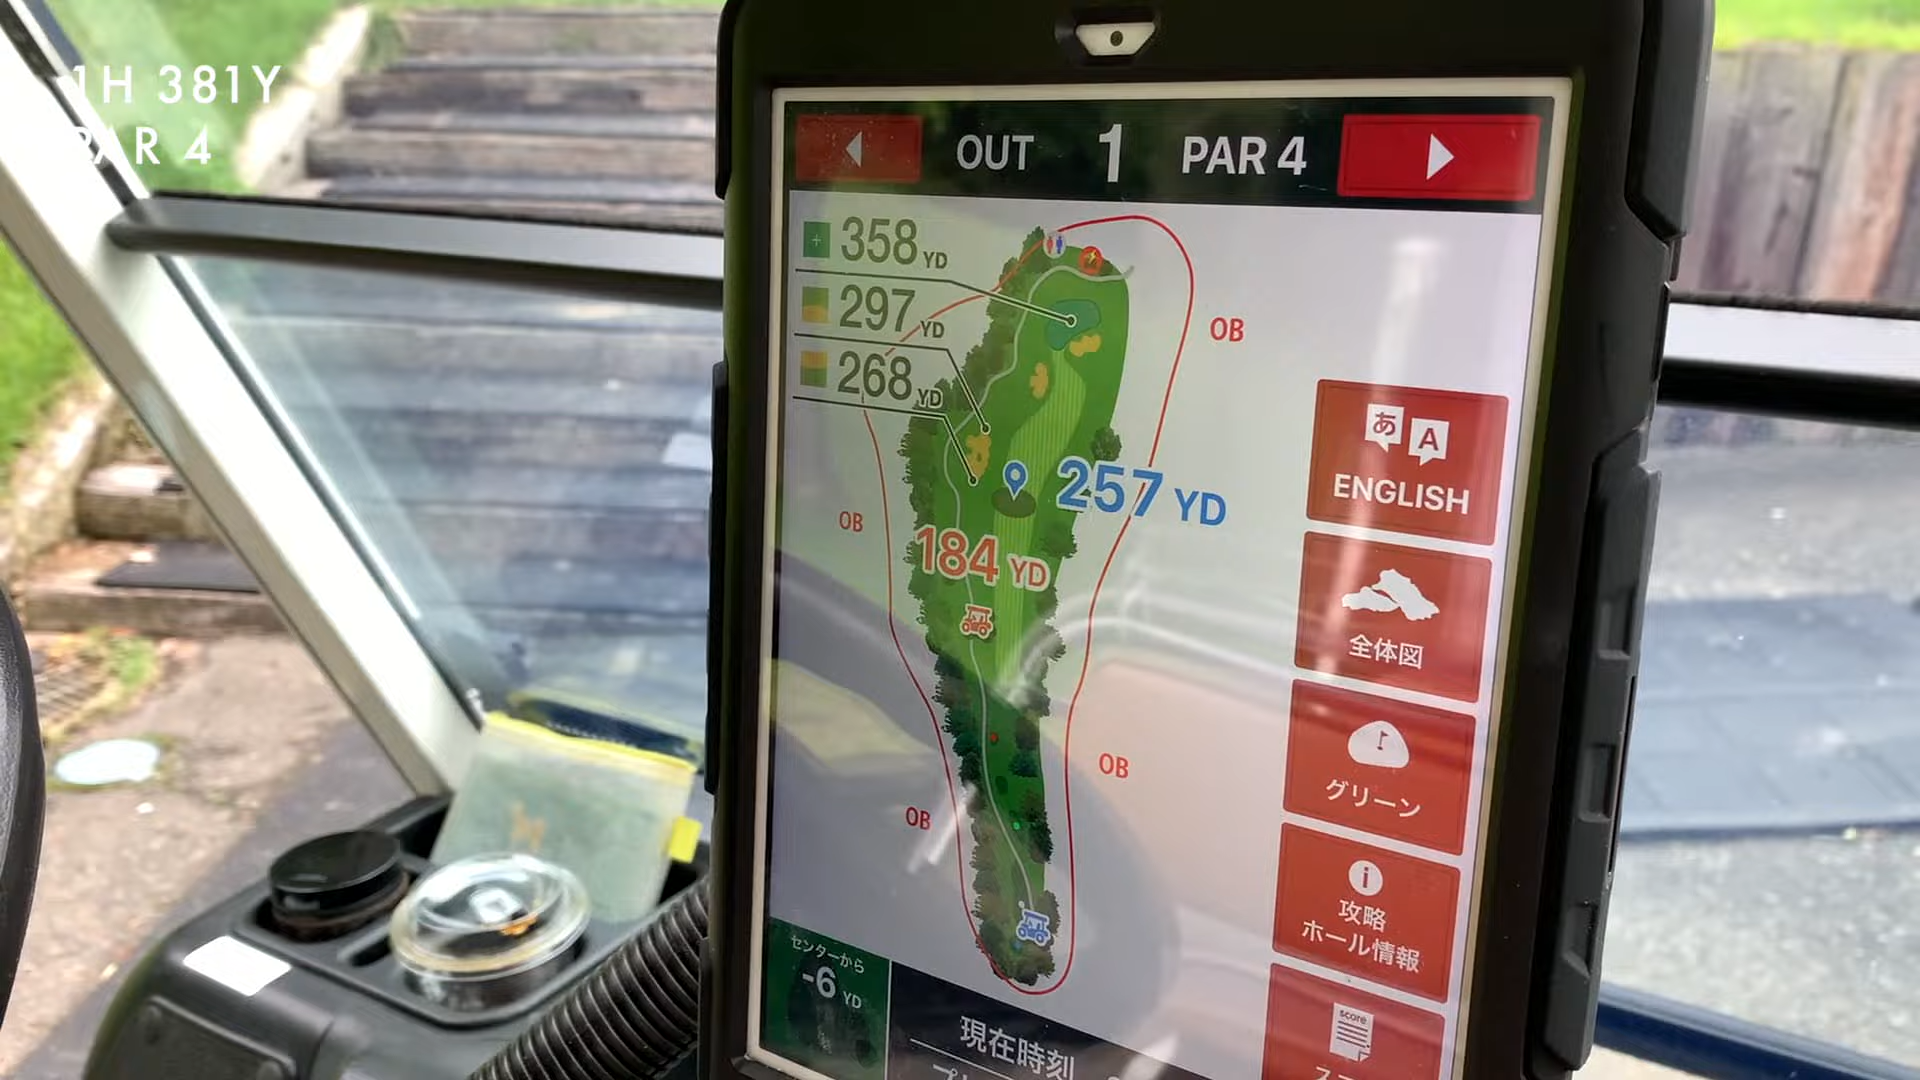 1H 381Y
PAR 4
OUT 1 PAR 4
358 YD
297 YD
268 YD
OB
あ A
ENGLISH
257 YD
OB
184 YD
全体図
グリーン
OB
OB
i
攻略
ホール情報
センターから
-6 YD
score
現在時刻